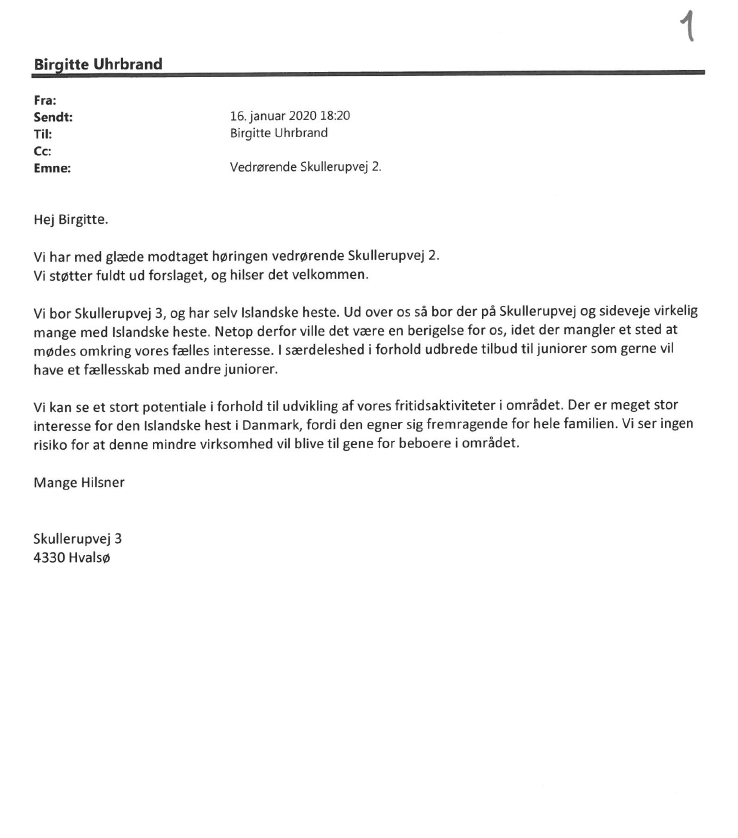 1
Birgitte Uhrbrand
Fra:
Sendt: 16. januar 2020 18:20
Til: Birgitte Uhrbrand
Cc:
Emne: Vedrørende Skullerupvej 2.
Hej Birgitte.
Vi har med glæde modtaget høringen vedrørende Skullerupvej 2.
Vi støtter fuldt ud forslaget, og hilser det velkommen.
Vi bor Skullerupvej 3, og har selv Islandske heste. Ud over os så bor der på Skullerupvej og sideveje virkelig
mange med Islandske heste. Netop derfor ville det være en berigelse for os, idet der mangler et sted at
mødes omkring vores fælles interesse. I særdeleshed i forhold udbrede tilbud til juniorer som gerne vil
have et fællesskab med andre juniorer.
Vi kan se et stort potentiale i forhold til udvikling af vores fritidsaktiviteter i området. Der er meget stor
interesse for den Islandske hest i Danmark, fordi den egner sig fremragende for hele familien. Vi ser ingen
risiko for at denne mindre virksomhed vil blive til gene for beboere i området.
Mange Hilsner
Skullerupvej 3
4330 Hvalsø